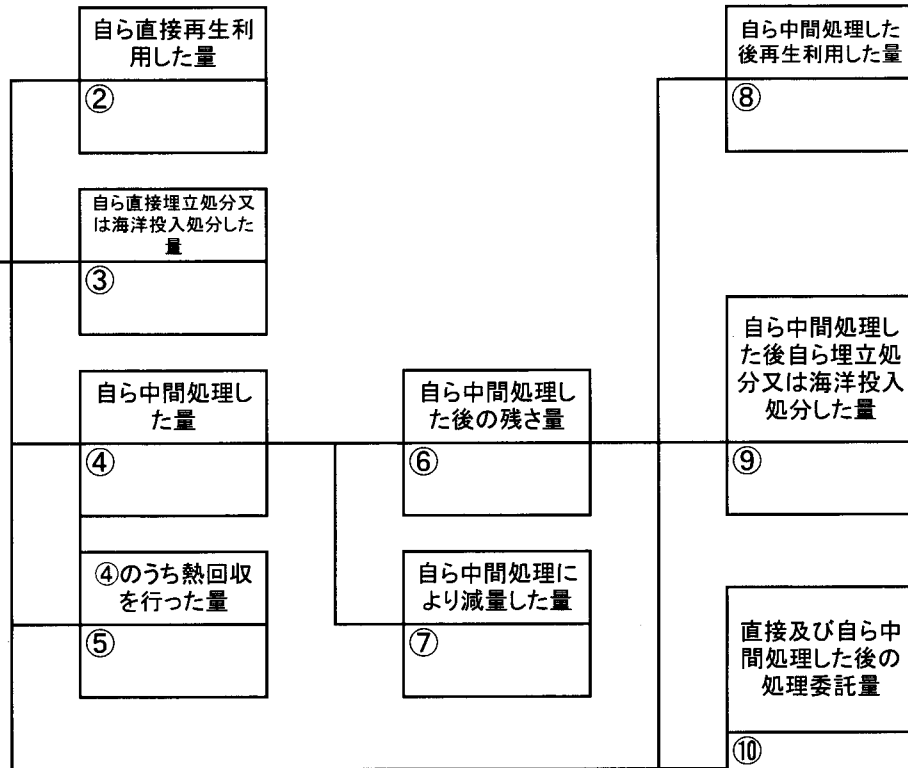 自ら直接再生利
用した量
②
自ら直接埋立処分又
は海洋投入処分した
量
③
自ら中間処理し
た量
④
④のうち熱回収
を行った量
⑤
自ら中間処理し
た後の残さ量
⑥
自ら中間処理に
より減量した量
⑦
自ら中間処理した
後再生利用した量
⑧
自ら中間処理し
た後自ら埋立処
分又は海洋投入
処分した量
⑨
直接及び自ら中
間処理した後の
処理委託量
⑩